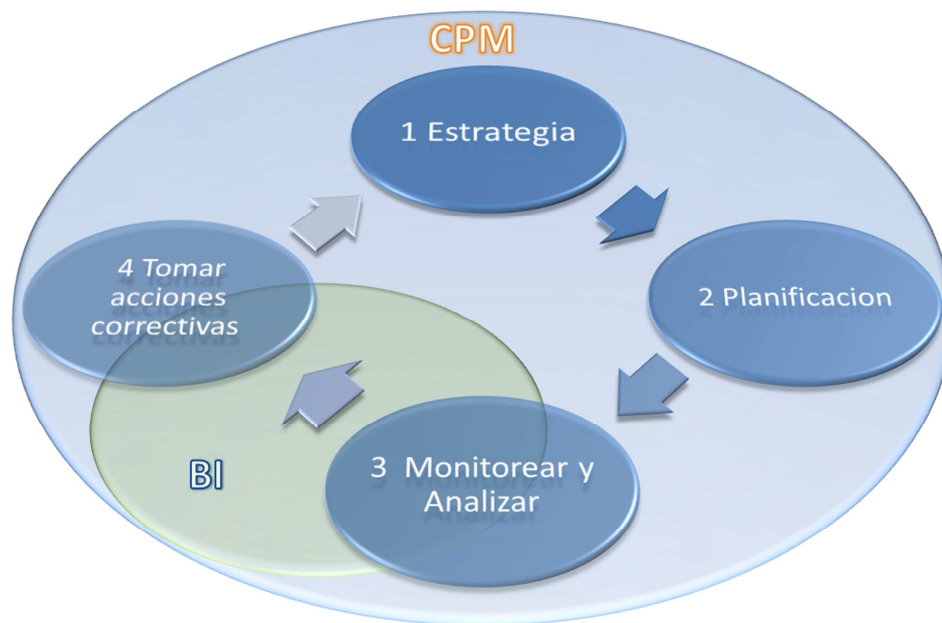 CPM
1 Estrategia
2 Planificacion
3 Monitorear y
Analizar
4 Tomar
acciones
correctivas
BI